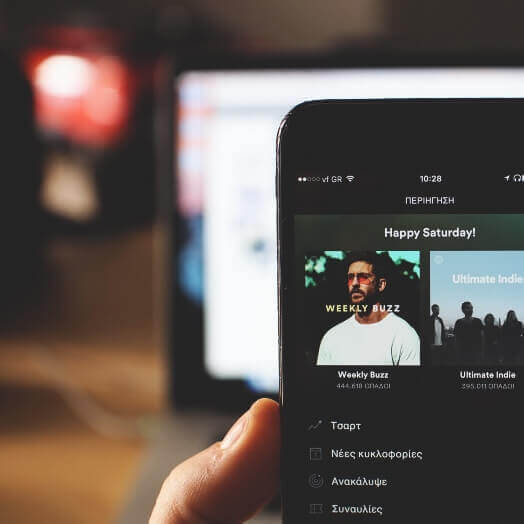 vf GR 10:28
ΠΕΡΙΗΓΗΣΗ
Happy Saturday!
WEEKLY BUZZ
Ultimate Indie
Weekly Buzz
444.618 ΟΠΑΔΟΙ
Ultimate Indie
395.011 ΟΠΑΔΟΙ
Τσαρτ
Νέες κυκλοφορίες
Ανακάλυψε
Συναυλίες